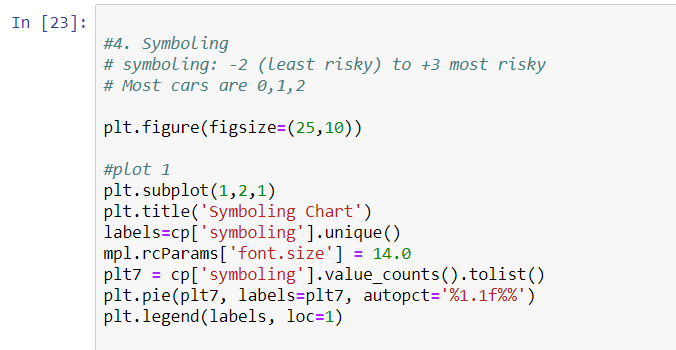 In [23]:
#4. Symboling
# symboling: -2 (least risky) to +3 most risky
# Most cars are 0,1,2
plt.figure(figsize=(25,10))
#plot 1
plt.subplot(1,2,1)
plt.title('Symboling Chart')
labels=cp['symboling'].unique()
mpl.rcParams['font.size'] = 14.0
plt7 = cp['symboling'].value_counts().tolist()
plt.pie(plt7, labels=plt7, autopct='%1.1f%%')
plt.legend(labels, loc=1)